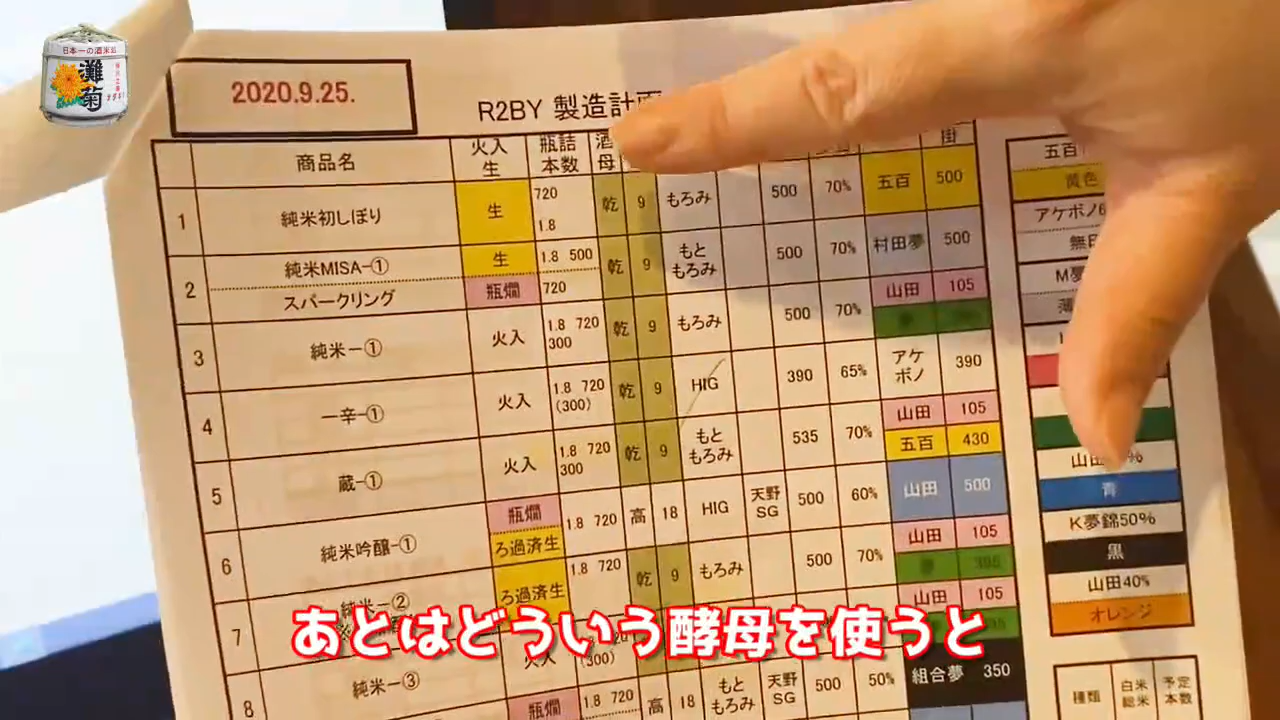 日本一の酒米処
灘菊
2020.9.25.
R2BY 製造計画
商品名 火入 生 瓶詰 本数 酒母 掛
1 純米初しぼり 生 720 1.8 乾 9 もろみ 500 70% 五百 500
2 純米MISA-① 生 1.8 500 乾 9 もと もろみ 500 70% 村田夢 500
スパークリング 瓶燗 720
3 純米ー① 火入 1.8 720 300 乾 9 もろみ 500 70% 山田 105
4 一辛-① 火入 1.8 720 (300) 乾 9 HIG 390 65% アケボノ 390
5 蔵-① 火入 1.8 720 300 乾 9 もと もろみ 535 70% 山田 105
五百 430
6 純米吟醸-① 瓶燗 1.8 720 高 18 HIG 天野SG 500 60% 山田 500
ろ過済生
7 純米ー② ろ過済生 1.8 720 乾 9 もろみ 500 70% 山田 105
夢 395
山田 105
8 純米ー③ 火入 (300)
瓶燗 1.8 720 高 18 もと もろみ 天野SG 500 50% 組合夢 350
五百
黄色
アケボノ
青
K夢錦50%
黒
山田40%
オレンジ
種類 白米総米 予定本数
あとはどういう酵母を使うと